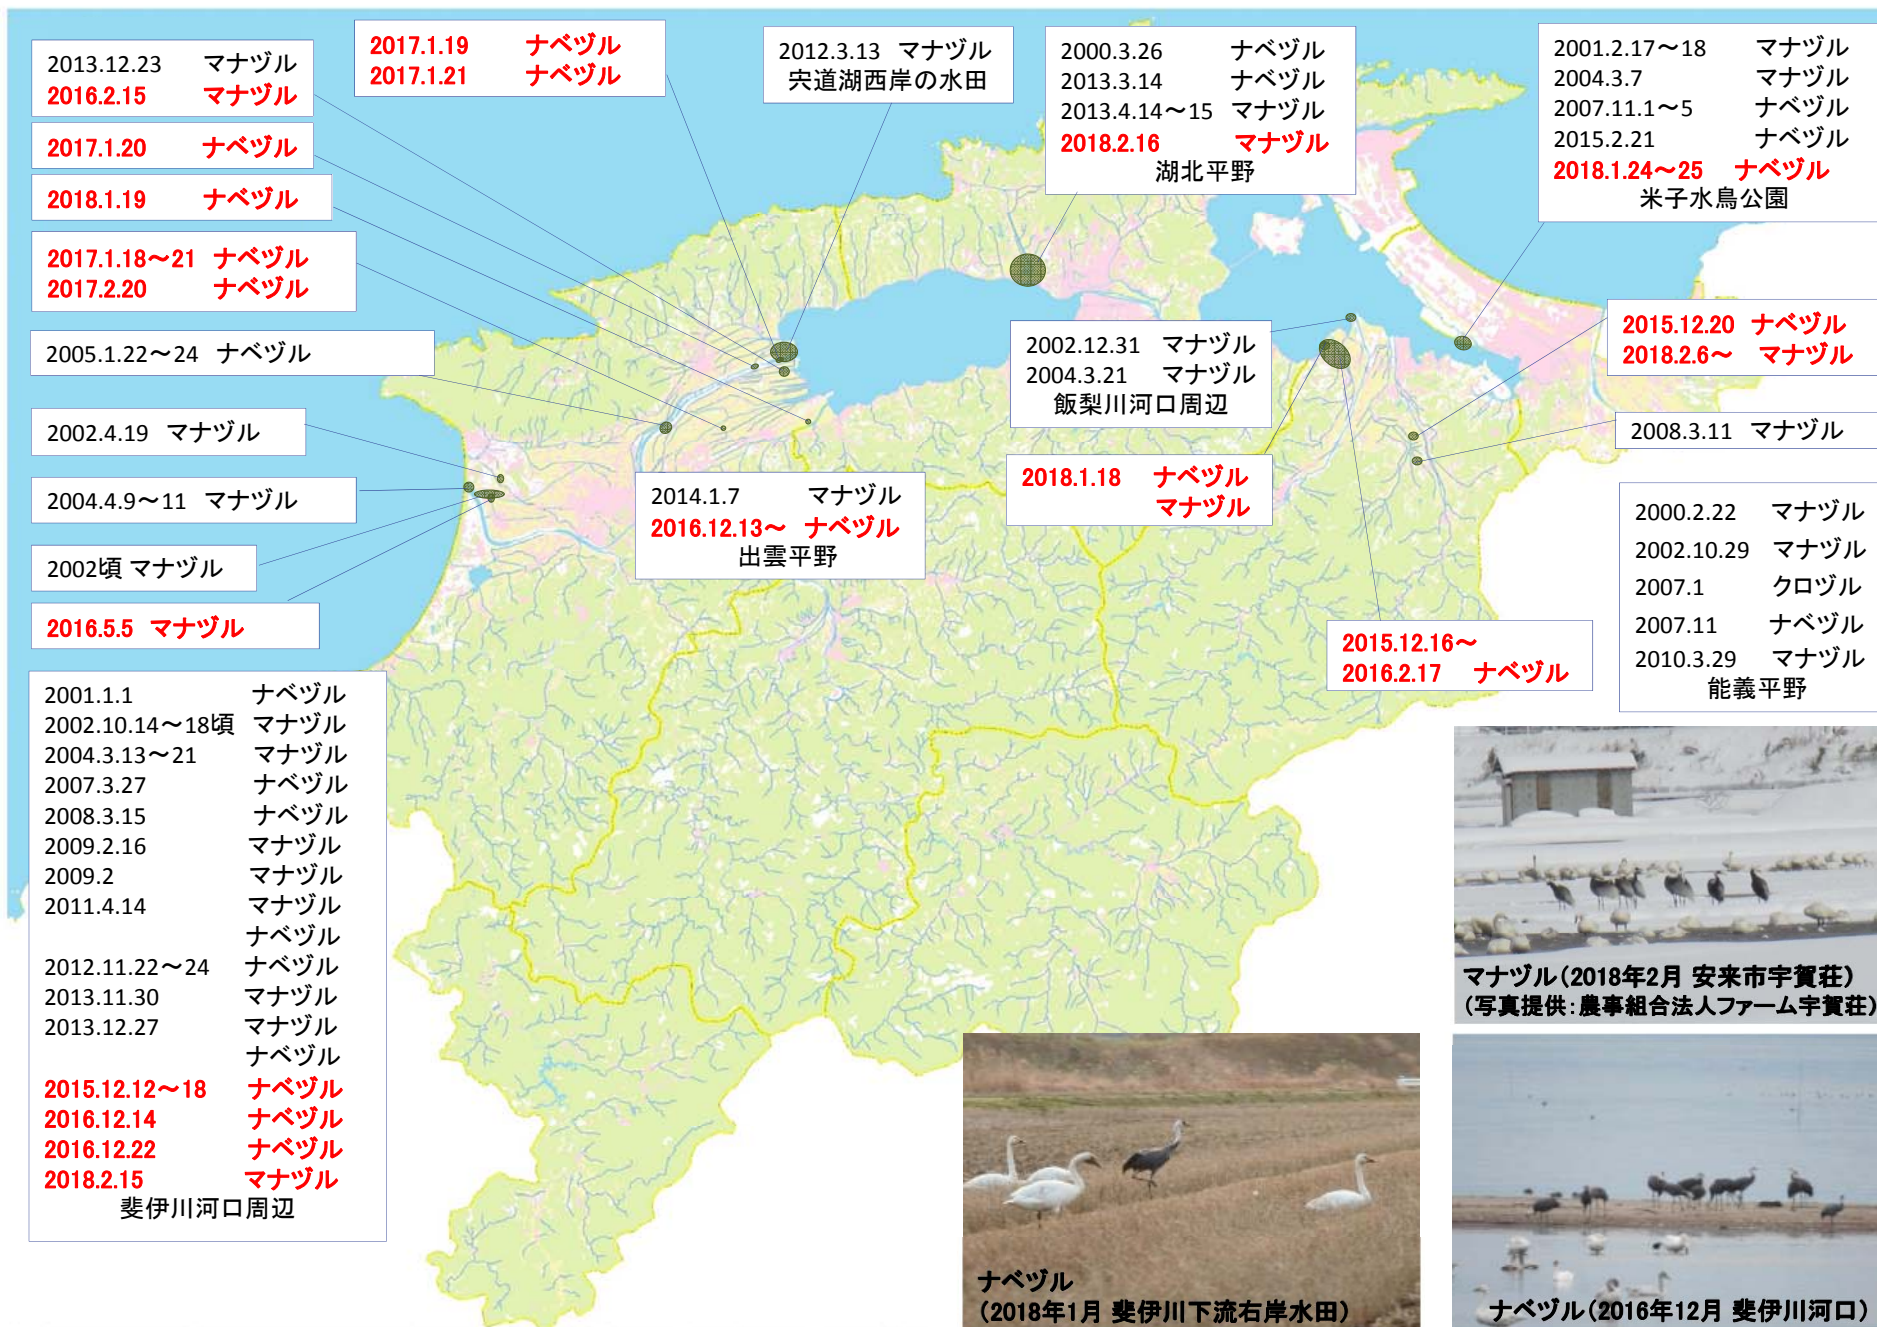 2013.12.23 マナヅル
2016.2.15 マナヅル
2017.1.20 ナベヅル
2018.1.19 ナベヅル
2017.1.18～21 ナベヅル
2017.2.20 ナベヅル
2005.1.22～24 ナベヅル
2002.4.19 マナヅル
2004.4.9～11 マナヅル
2002頃 マナヅル
2016.5.5 マナヅル
2001.1.1 ナベヅル
2002.10.14～18頃 マナヅル
2004.3.13～21 マナヅル
2007.3.27 ナベヅル
2008.3.15 ナベヅル
2009.2.16 マナヅル
2009.2 マナヅル
2011.4.14 マナヅル
ナベヅル
2012.11.22～24 ナベヅル
2013.11.30 マナヅル
2013.12.27 マナヅル
ナベヅル
2015.12.12～18 ナベヅル
2016.12.14 ナベヅル
2016.12.22 ナベヅル
2018.2.15 マナヅル
斐伊川河口周辺
2017.1.19 ナベヅル
2017.1.21 ナベヅル
2012.3.13 マナヅル
宍道湖西岸の水田
2000.3.26 ナベヅル
2013.3.14 ナベヅル
2013.4.14～15 マナヅル
2018.2.16 マナヅル
湖北平野
2001.2.17～18 マナヅル
2004.3.7 マナヅル
2007.11.1～5 ナベヅル
2015.2.21 ナベヅル
2018.1.24～25 ナベヅル
米子水鳥公園
2002.12.31 マナヅル
2004.3.21 マナヅル
飯梨川河口周辺
2015.12.20 ナベヅル
2018.2.6～ マナヅル
2008.3.11 マナヅル
2014.1.7 マナヅル
2016.12.13～ ナベヅル
出雲平野
2018.1.18 ナベヅル
マナヅル
2000.2.22 マナヅル
2002.10.29 マナヅル
2007.1 クロヅル
2007.11 ナベヅル
2010.3.29 マナヅル
能義平野
2015.12.16～
2016.2.17 ナベヅル
マナヅル(2018年2月 安来市宇賀荘)
(写真提供:農事組合法人ファーム宇賀荘)
ナベヅル
(2018年1月 斐伊川下流右岸水田)
ナベヅル(2016年12月 斐伊川河口)